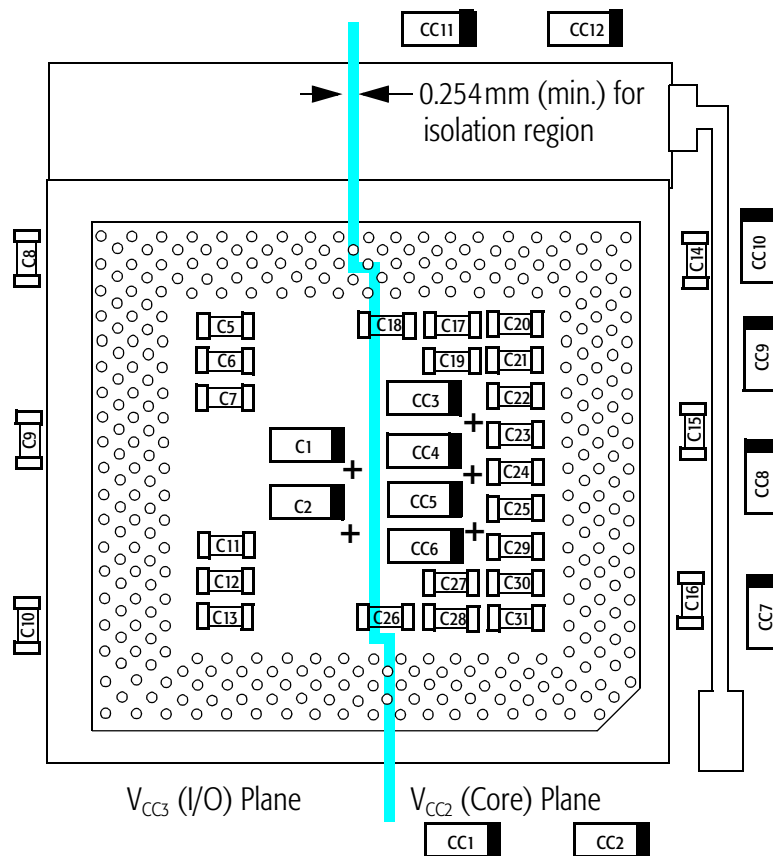 CC11 CC12
0.254 mm (min.) for
isolation region
C8
C14
CC10
C5 C18 C17 C20
C6 C19 C21
CC9
C7 CC3 C22
+
C9 C1 CC4 C23 C15
+ +
C24
CC8
C2 CC5 C25
+ +
C11 CC6 C29
C12 C27 C30
C10 C13 C26 C28 C31 C16
CC7
VCC3 (I/O) Plane VCC2 (Core) Plane
CC1 CC2